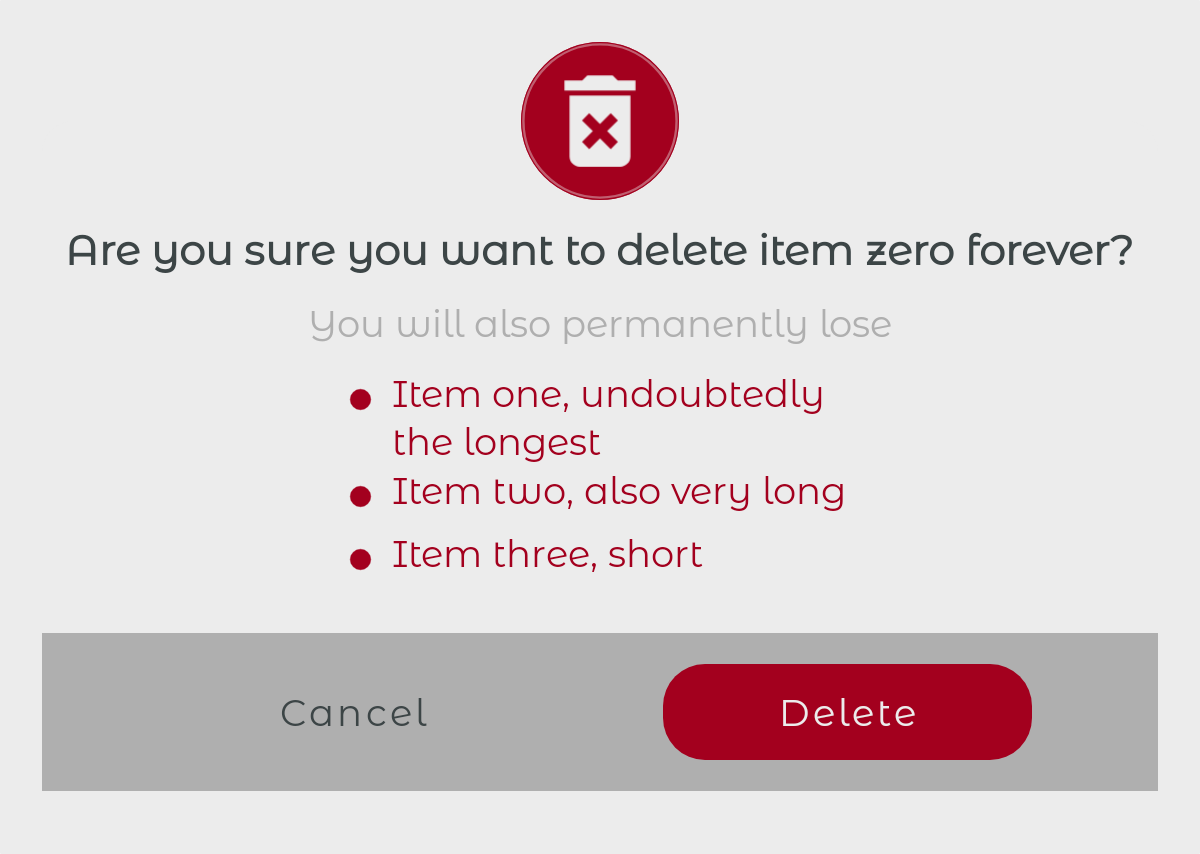 Are you sure you want to delete item zero forever?
You will also permanently lose
Item one, undoubtedly
the longest
Item two, also very long
Item three, short
Cancel
Delete